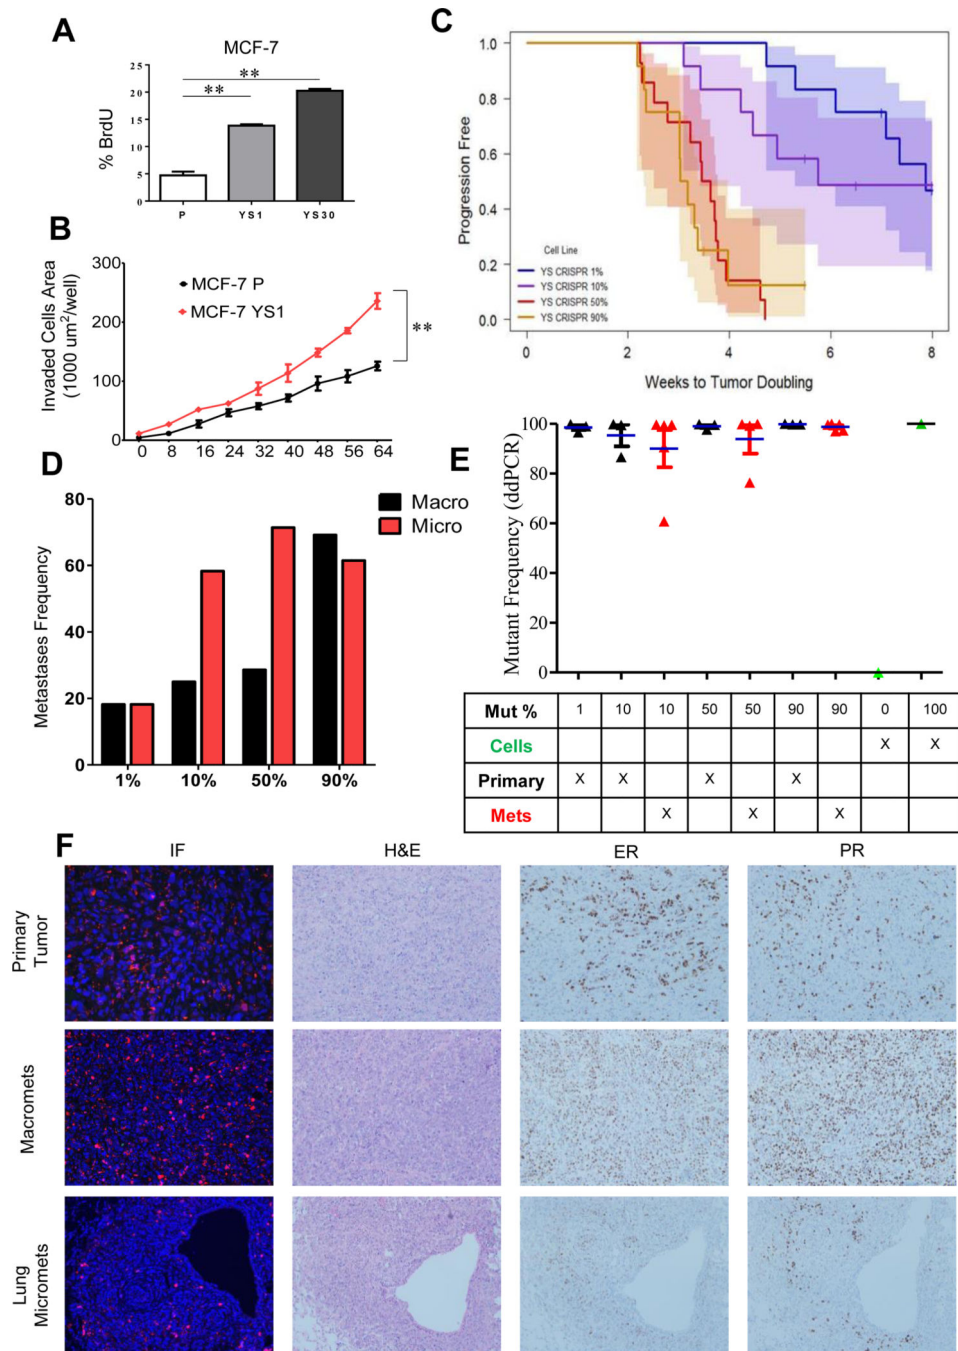 A
MCF-7
**
**
% BrdU
25
20
15
10
5
0
P
YS1
YS30
B
Invaded Cells Area
(1000 um²/well)
300
200
100
0
MCF-7 P
MCF-7 YS1
**
0 8 16 24 32 40 48 56 64
C
Progression Free
1.0
0.8
0.6
0.4
0.2
0.0
Cell Line
YS CRISPR 1%
YS CRISPR 10%
YS CRISPR 50%
YS CRISPR 90%
0 2 4 6 8
Weeks to Tumor Doubling
D
Metastases Frequency
80
60
40
20
0
Macro
Micro
1% 10% 50% 90%
E
Mutant Frequency (ddPCR)
100
80
60
40
20
0
Mut % 1 10 10 50 50 90 90 0 100
Cells X X
Primary X X X X
Mets X X X
F
IF H&E ER PR
Primary
Tumor
Macromets
Lung
Micromets